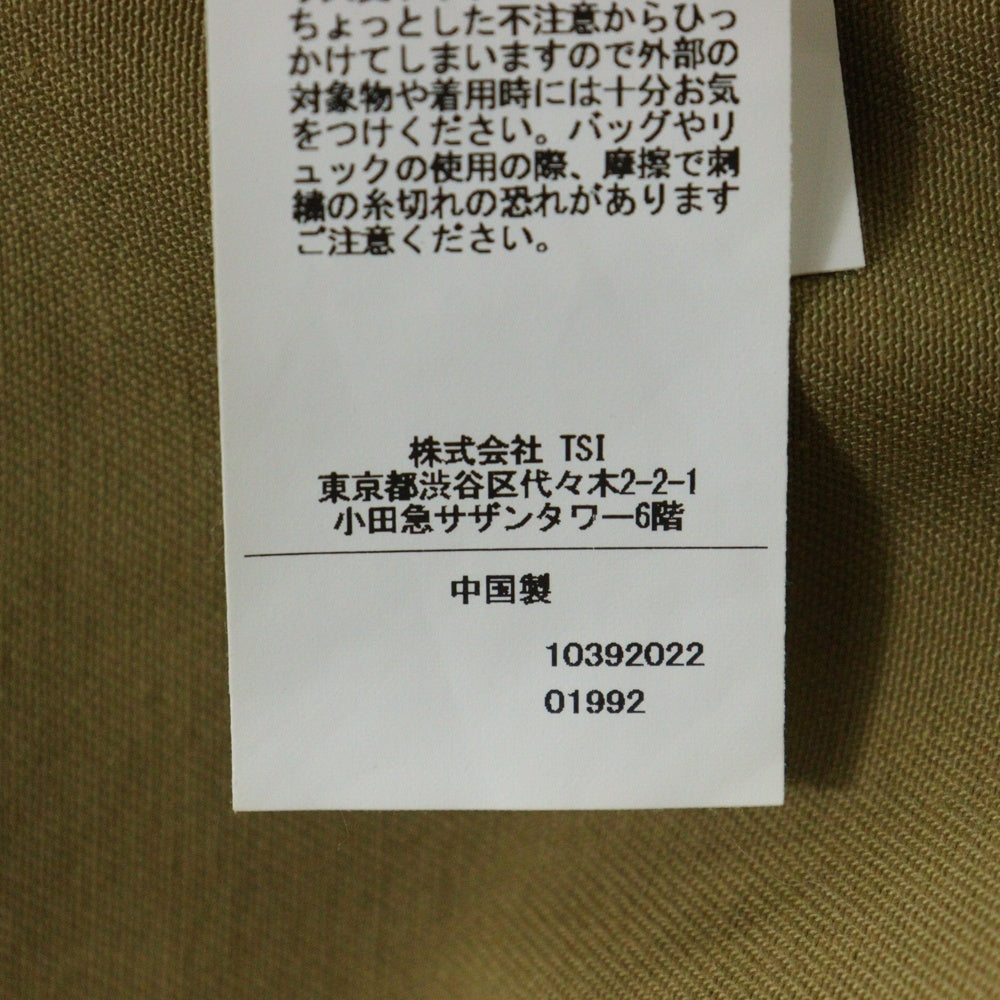 ちょっとした不注意からひっ
かけてしまいますので外部の
対象物や着用時には十分お気
をつけください。バッグやリ
ュックの使用の際、摩擦で刺
繍の糸切れの恐れがあります
ご注意ください。
株式会社 TSI
東京都渋谷区代々木2-2-1
小田急サザンタワー6階
中国製
10392022
01992